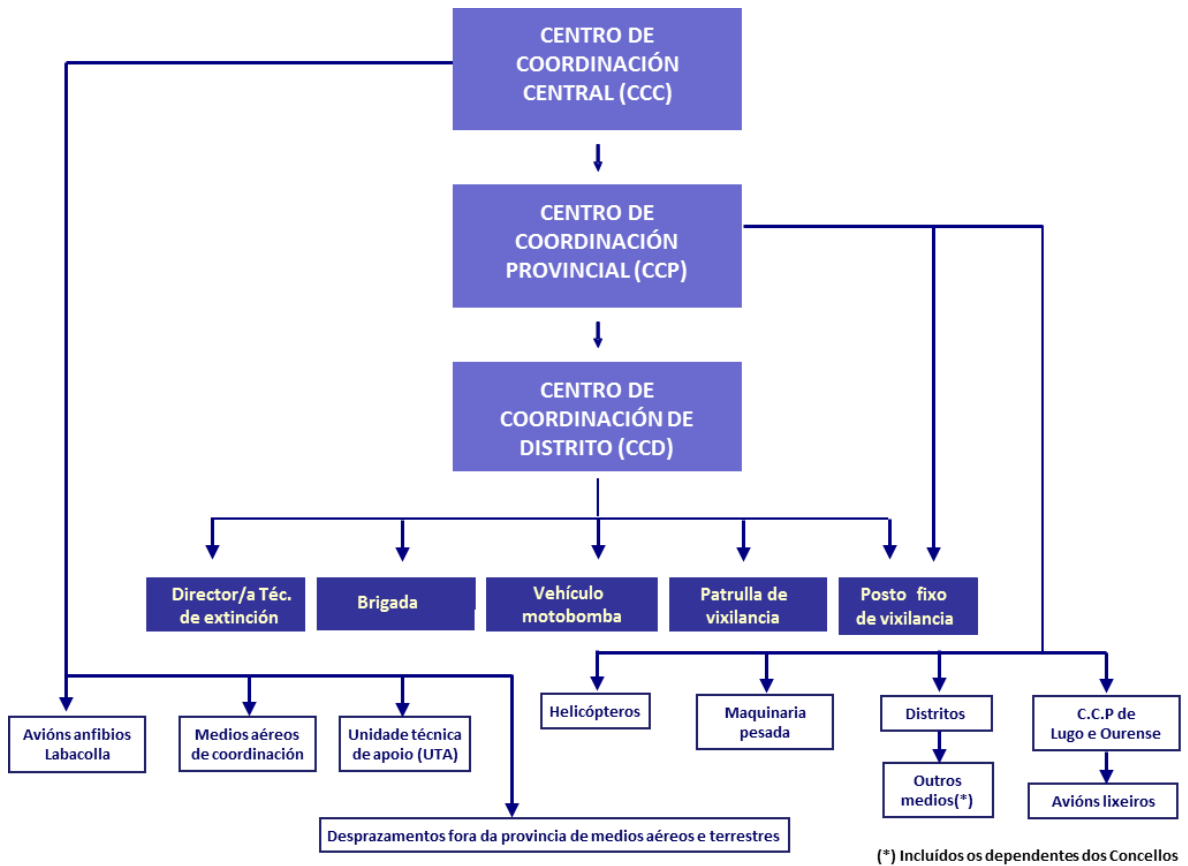 CENTRO DE
COORDINACIÓN
CENTRAL (CCC)
CENTRO DE
COORDINACIÓN
PROVINCIAL (CCP)
CENTRO DE
COORDINACIÓN DE
DISTRITO (CCD)
Director/a Téc.
de extinción
Brigada
Vehículo
motobomba
Patrulla de
vixilancia
Posto fixo
de vixilancia
Helicópteros
Maquinaria
pesada
Distritos
C.C.P de
Lugo e Ourense
Avións anfibios
Labacolla
Medios aéreos
de coordinación
Unidade técnica
de apoio (UTA)
Outros
medios(*)
Avións lixeiros
Desprazamentos fora da provincia de medios aéreos e terrestres
(*) Incluídos os dependentes dos Concellos